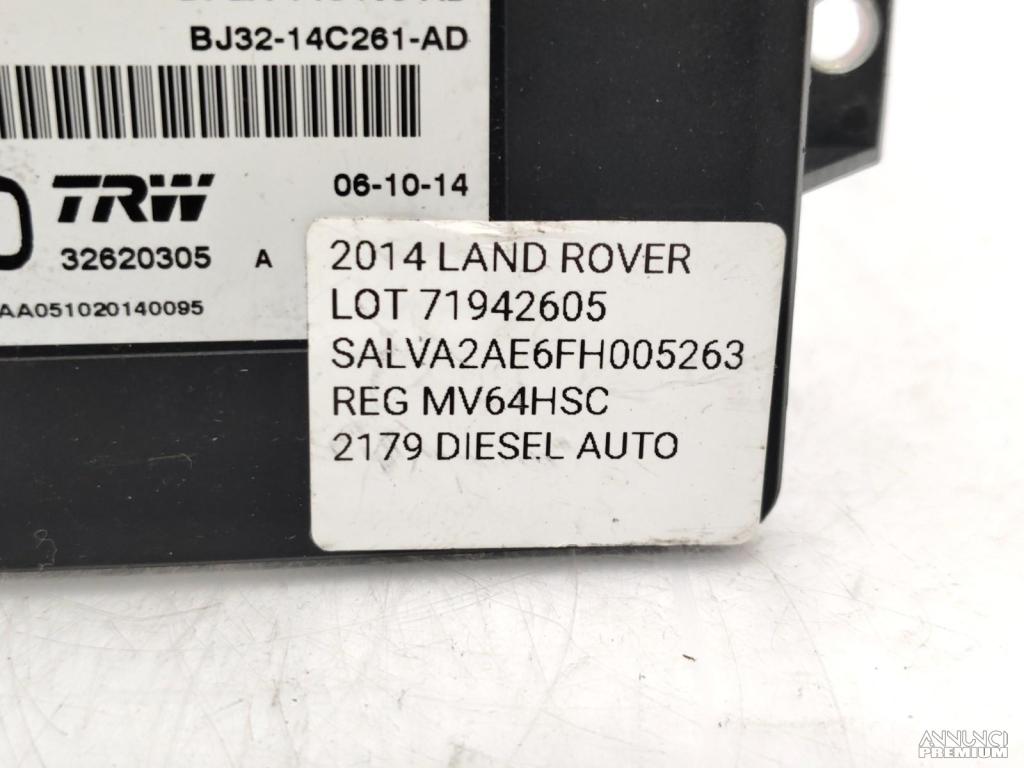 BJ32-14C261-AD
TRW
06-10-14
32620305 A
AA051020140095
2014 LAND ROVER
LOT 71942605
SALVA2AE6FH005263
REG MV64HSC
2179 DIESEL AUTO
ANNUNCI
PREMIUM